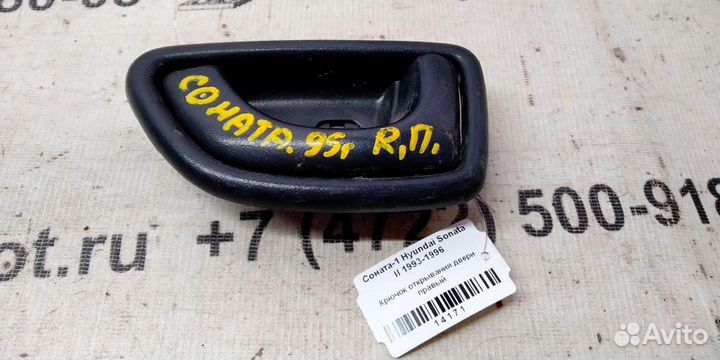 СОНАТА. 95г R,П.
ot.ru +7 (4722) 500-918
Соната-1 Hyundai Sonata
II 1993-1996
Крючок открывания двери
правый
14171
Avito